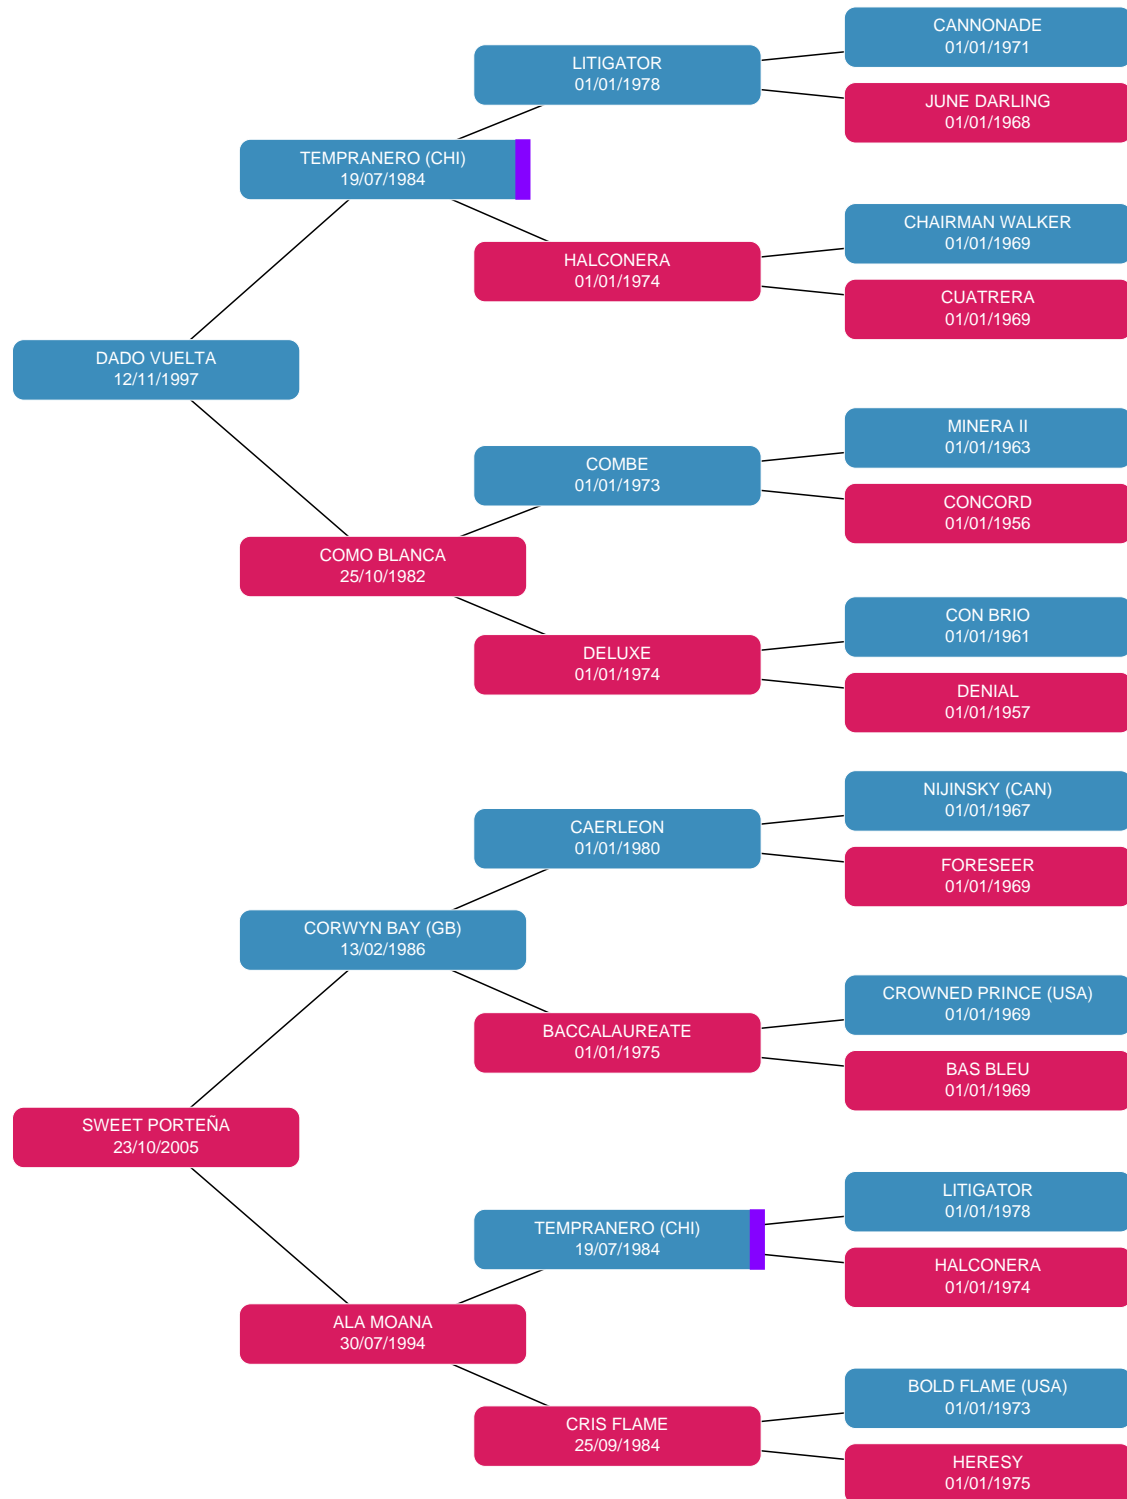 CANNONADE
01/01/1971
LITIGATOR
01/01/1978
JUNE DARLING
01/01/1968
TEMPRANERO (CHI)
19/07/1984
CHAIRMAN WALKER
01/01/1969
HALCONERA
01/01/1974
CUATRERA
01/01/1969
DADO VUELTA
12/11/1997
MINERA II
01/01/1963
COMBE
01/01/1973
CONCORD
01/01/1956
COMO BLANCA
25/10/1982
CON BRIO
01/01/1961
DELUXE
01/01/1974
DENIAL
01/01/1957
NIJINSKY (CAN)
01/01/1967
CAERLEON
01/01/1980
FORESEER
01/01/1969
CORWYN BAY (GB)
13/02/1986
CROWNED PRINCE (USA)
01/01/1969
BACCALAUREATE
01/01/1975
BAS BLEU
01/01/1969
SWEET PORTEÑA
23/10/2005
LITIGATOR
01/01/1978
TEMPRANERO (CHI)
19/07/1984
HALCONERA
01/01/1974
ALA MOANA
30/07/1994
BOLD FLAME (USA)
01/01/1973
CRIS FLAME
25/09/1984
HERESY
01/01/1975